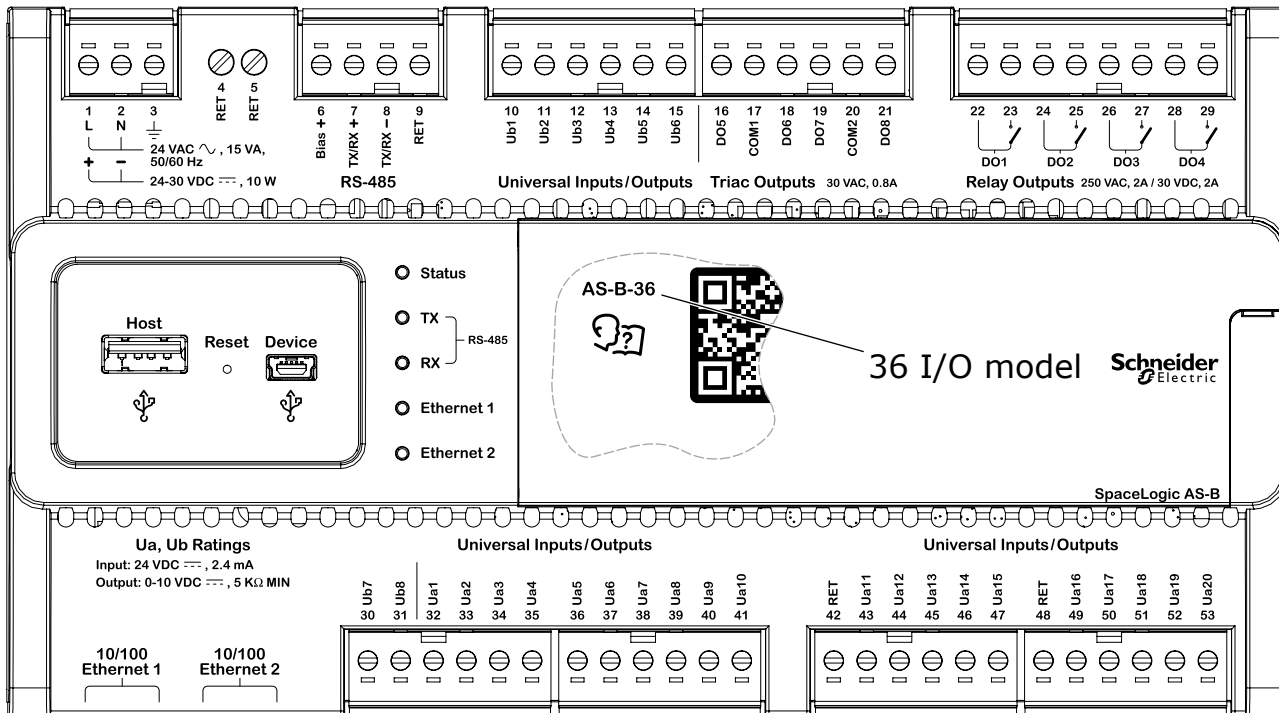 1 2 3 RET 4 RET 5 Bias + 6 TX/RX + 7 TX/RX − 8 RET 9 Ub1 10 Ub2 11 Ub3 12 Ub4 13 Ub5 14 Ub6 15 DO5 16 COM1 17 DO6 18 DO7 19 COM2 20 DO8 21 22 23 24 25 26 27 28 29
L N
24 VAC, 15 VA,
50/60 Hz
+ −
24-30 VDC, 10 W
DO1 DO2 DO3 DO4
RS-485
Universal Inputs/Outputs
Triac Outputs 30 VAC, 0.8A
Relay Outputs 250 VAC, 2A / 30 VDC, 2A
Host
Reset
Device
Status
TX
RX
RS-485
Ethernet 1
Ethernet 2
AS-B-36
?
36 I/O model
Schneider
Electric
SpaceLogic AS-B
Ua, Ub Ratings
Input: 24 VDC, 2.4 mA
Output: 0-10 VDC, 5 KΩ MIN
Universal Inputs/Outputs
Universal Inputs/Outputs
Ub7 Ub8 Ua1 Ua2 Ua3 Ua4 Ua5 Ua6 Ua7 Ua8 Ua9 Ua10 RET Ua11 Ua12 Ua13 Ua14 Ua15 RET Ua16 Ua17 Ua18 Ua19 Ua20
30 31 32 33 34 35 36 37 38 39 40 41 42 43 44 45 46 47 48 49 50 51 52 53
10/100
Ethernet 1
10/100
Ethernet 2